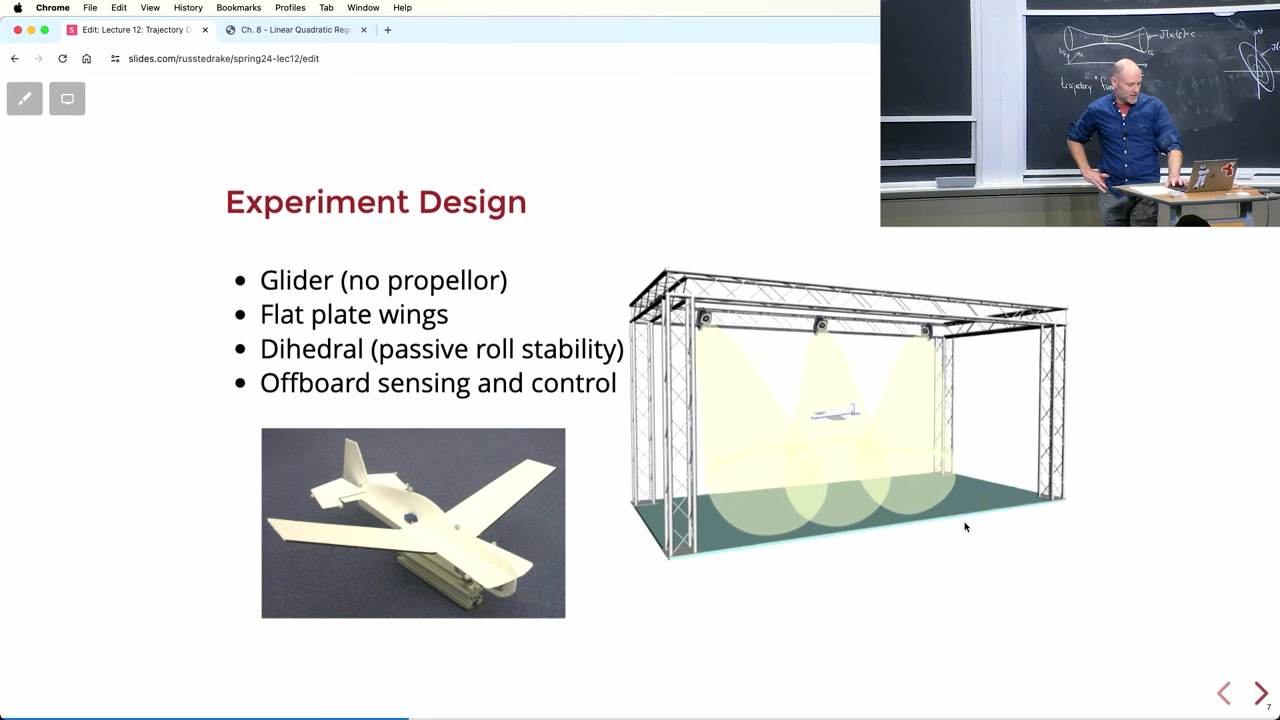 Chrome File Edit View History Bookmarks Profiles Tab Window Help
Edit: Lecture 12: Trajectory
Ch. 8 - Linear Quadratic Reg
slides.com/russtedrake/spring24-lec12/edit
trajectory
Experiment Design
Glider (no propellor)
Flat plate wings
Dihedral (passive roll stability)
Offboard sensing and control
7